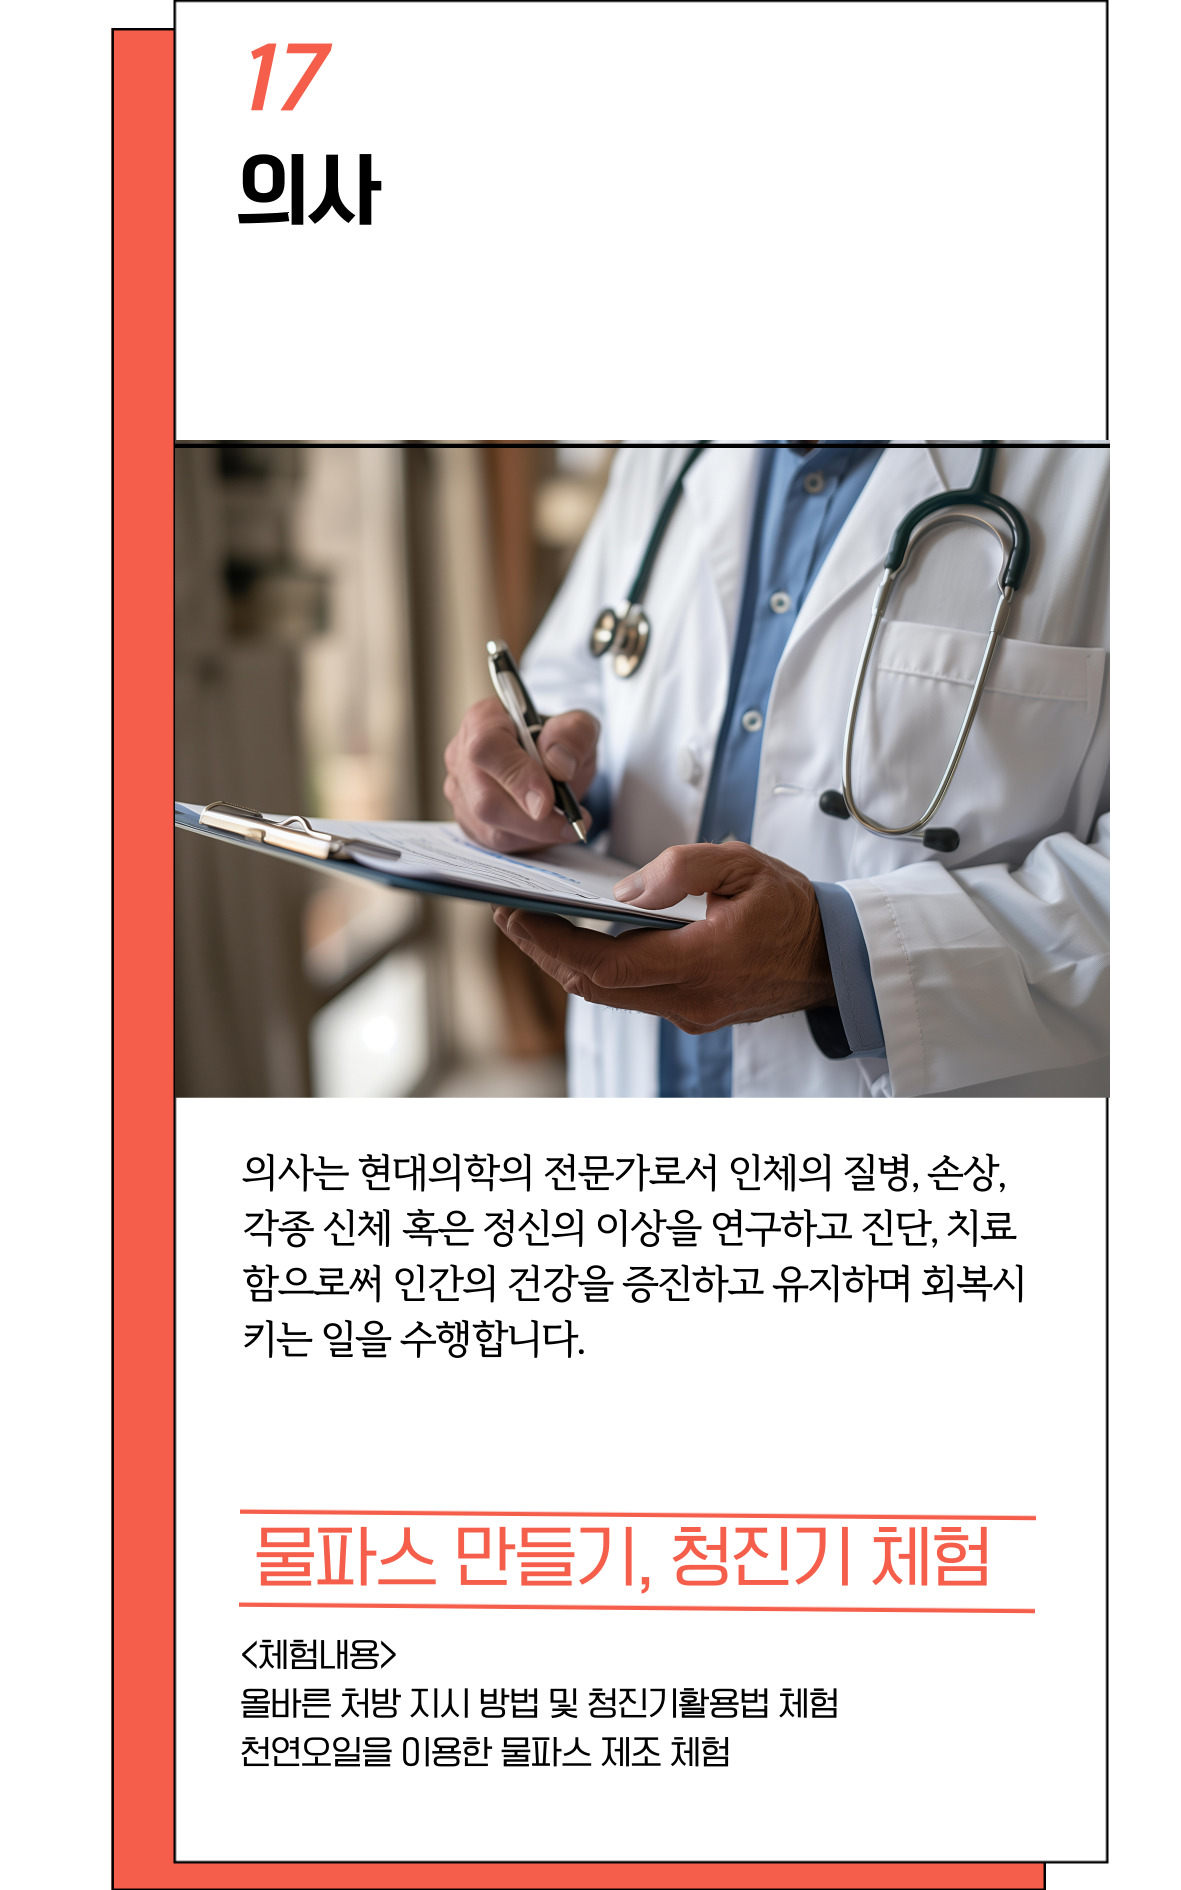 17
의사
의사는 현대의학의 전문가로서 인체의 질병, 손상,
각종 신체 혹은 정신의 이상을 연구하고 진단, 치료
함으로써 인간의 건강을 증진하고 유지하며 회복시
키는 일을 수행합니다.
물파스 만들기, 청진기 체험
<체험내용>
올바른 처방 지시 방법 및 청진기활용법 체험
천연오일을 이용한 물파스 제조 체험